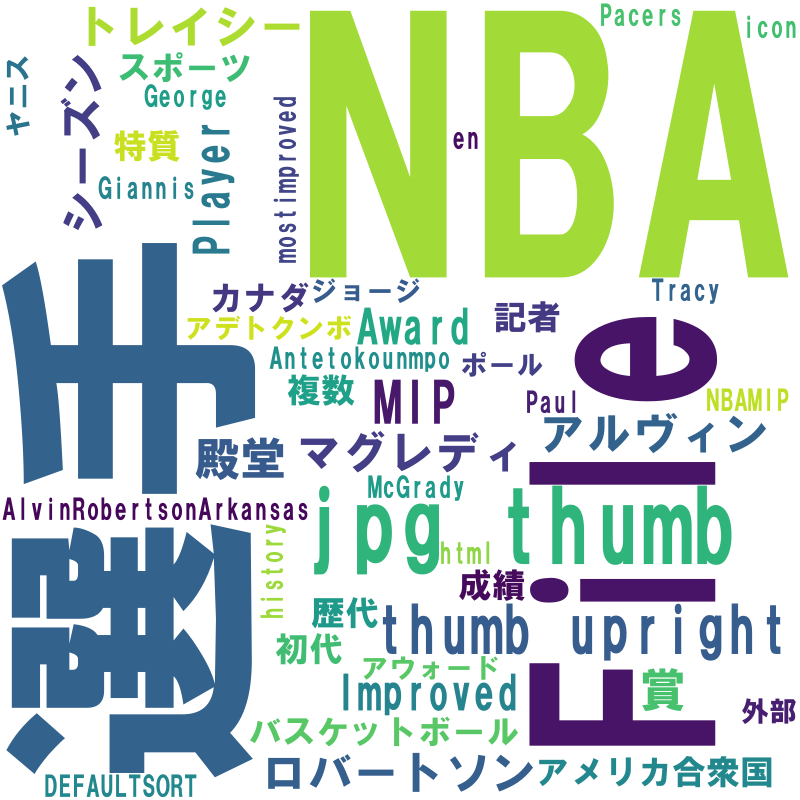 トレイシー
NBA
Pacers
icon
スポーツ
シーズン
ヤニス
George
mostimproved
Player
en
特質
Giannis
選手
カナダ
ジョージ
Tracy
アデトクンボ
Award
記者
File
Antetokounmpo
ポール
複数
MIP
Paul
NBAMIP
アルヴィン
殿堂
マグレディ
McGrady
AlvinRobertsonArkansas
jpg thumb
history
html
成績
歴代
thumb upright
初代
アウォード
Improved
賞
外部
バスケットボール
ロバートソン
アメリカ合衆国
DEFAULTSORT